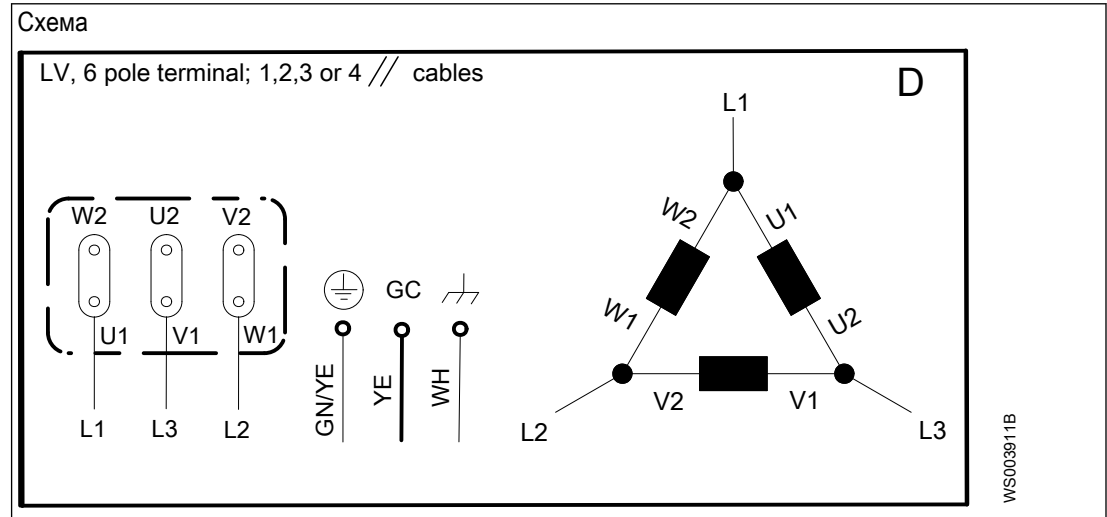 Схема
LV, 6 pole terminal; 1,2,3 or 4 // cables
D
W2 U2 V2
U1 V1 W1
L1 L3 L2
GC
GN/YE
YE
WH
L1
W2 U1
W1 U2
V2 V1
L2 L3
WS003911B